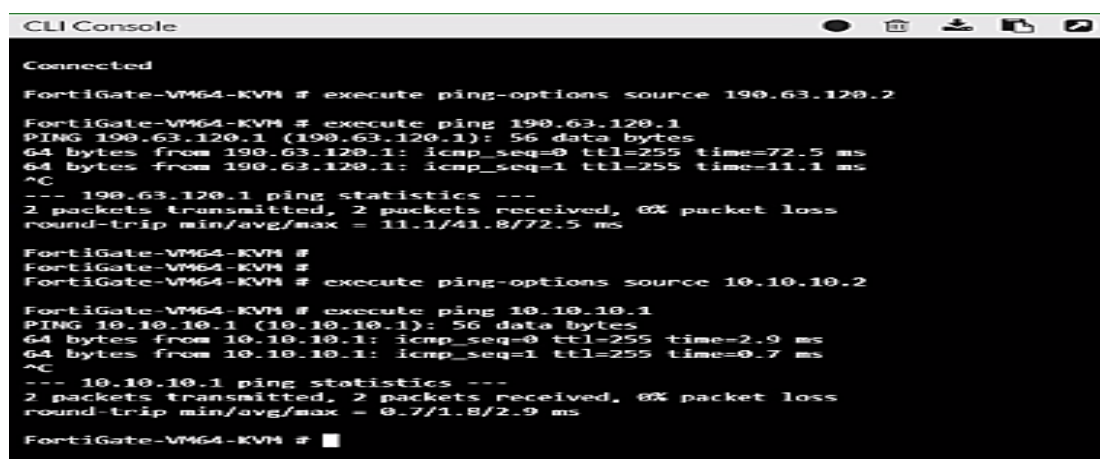 CLI Console
Connected
FortiGate-VM64-KVM # execute ping-options source 190.63.120.2
FortiGate-VM64-KVM # execute ping 190.63.120.1
PING 190.63.120.1 (190.63.120.1): 56 data bytes
64 bytes from 190.63.120.1: icmp_seq=0 ttl=255 time=72.5 ms
64 bytes from 190.63.120.1: icmp_seq=1 ttl=255 time=11.1 ms
^C
--- 190.63.120.1 ping statistics ---
2 packets transmitted, 2 packets received, 0% packet loss
round-trip min/avg/max = 11.1/41.8/72.5 ms
FortiGate-VM64-KVM #
FortiGate-VM64-KVM #
FortiGate-VM64-KVM # execute ping-options source 10.10.10.2
FortiGate-VM64-KVM # execute ping 10.10.10.1
PING 10.10.10.1 (10.10.10.1): 56 data bytes
64 bytes from 10.10.10.1: icmp_seq=0 ttl=255 time=2.9 ms
64 bytes from 10.10.10.1: icmp_seq=1 ttl=255 time=0.7 ms
^C
--- 10.10.10.1 ping statistics ---
2 packets transmitted, 2 packets received, 0% packet loss
round-trip min/avg/max = 0.7/1.8/2.9 ms
FortiGate-VM64-KVM #